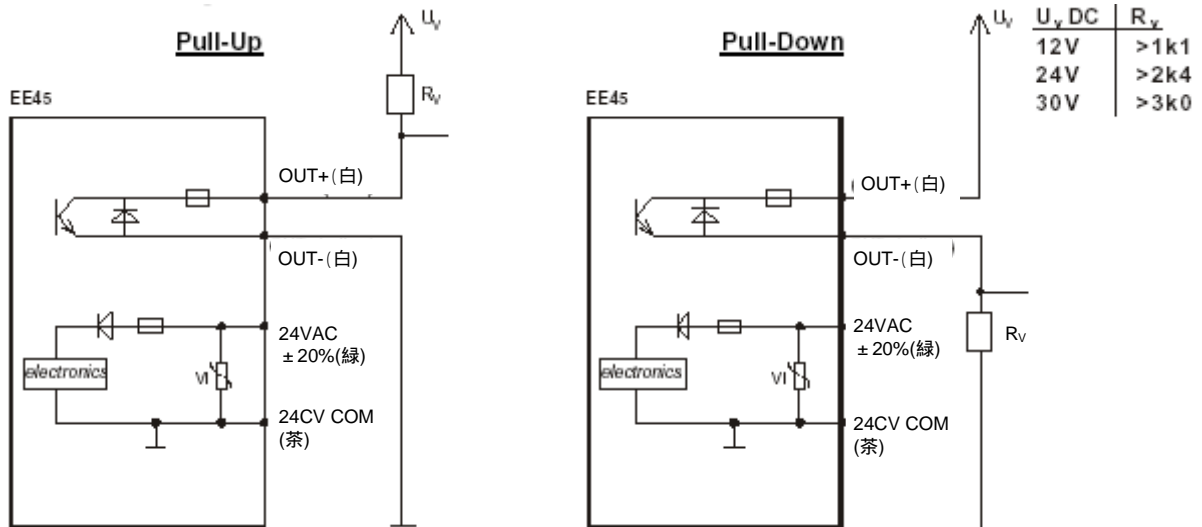 Pull-Up
U_v
R_v
EE45
OUT+(白)
OUT-(白)
24VAC
±20%(緑)
electronics
VI
24CV COM
(茶)
Pull-Down
U_v
EE45
OUT+(白)
OUT-(白)
24VAC
±20%(緑)
R_v
electronics
VI
24CV COM
(茶)
U_v DC R_v
12V >1k1
24V >2k4
30V >3k0